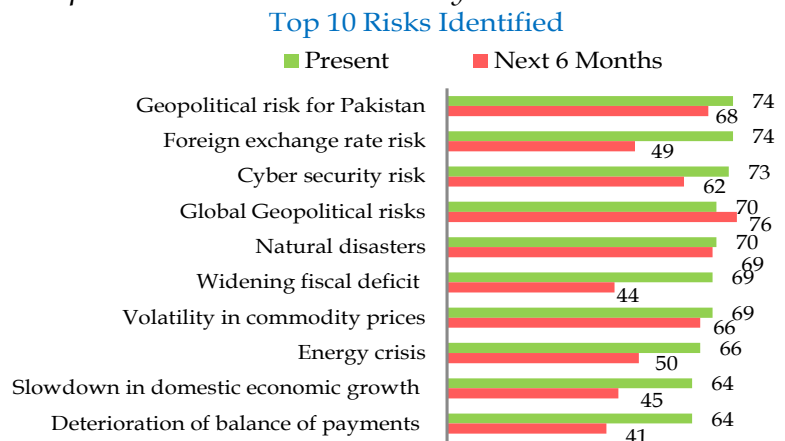 Top 10 Risks Identified
Present Next 6 Months
Geopolitical risk for Pakistan 74
68
Foreign exchange rate risk 74
49
Cyber security risk 73
62
Global Geopolitical risks 70
76
Natural disasters 70
69
Widening fiscal deficit 69
44
Volatility in commodity prices 69
66
Energy crisis 66
50
Slowdown in domestic economic growth 64
45
Deterioration of balance of payments 64
41